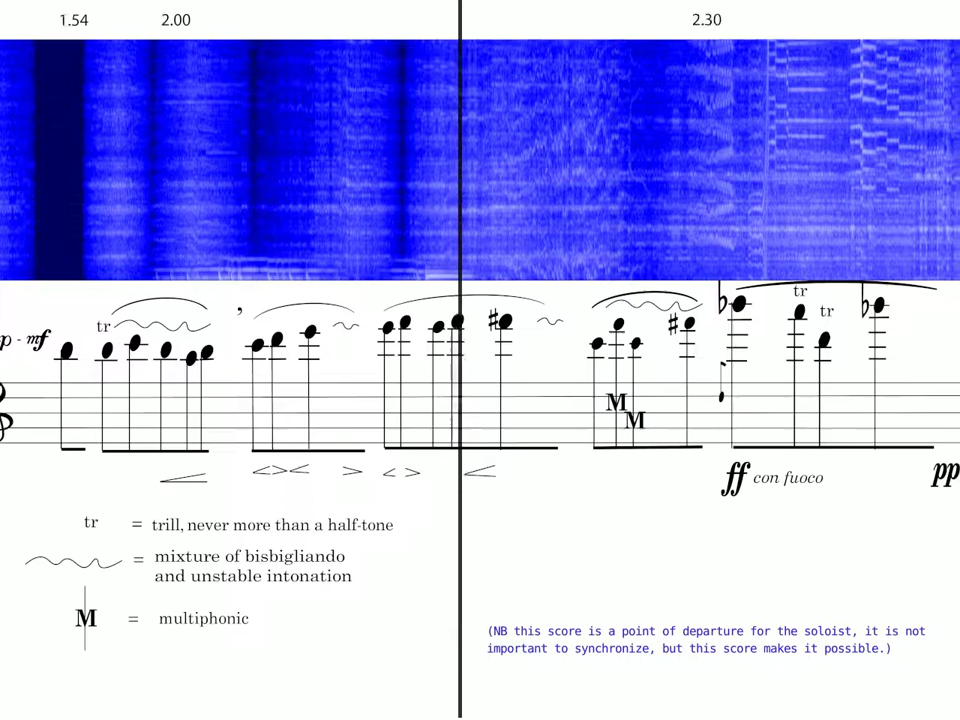 1.54 2.00 2.30
tr tr
tr
p - mf
M
M
ff con fuoco pp
tr = trill, never more than a half-tone
= mixture of bisbigliando
and unstable intonation
M = multiphonic
(NB this score is a point of departure for the soloist, it is not
important to synchronize, but this score makes it possible.)